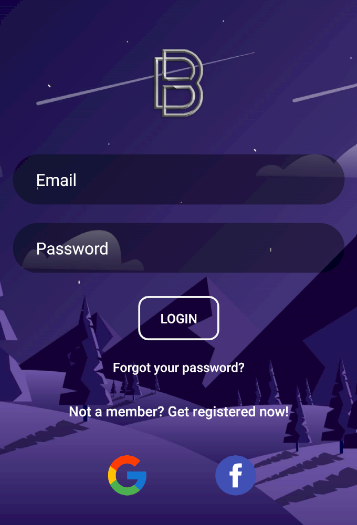 B
Email
Password
LOGIN
Forgot your password?
Not a member? Get registered now!
f